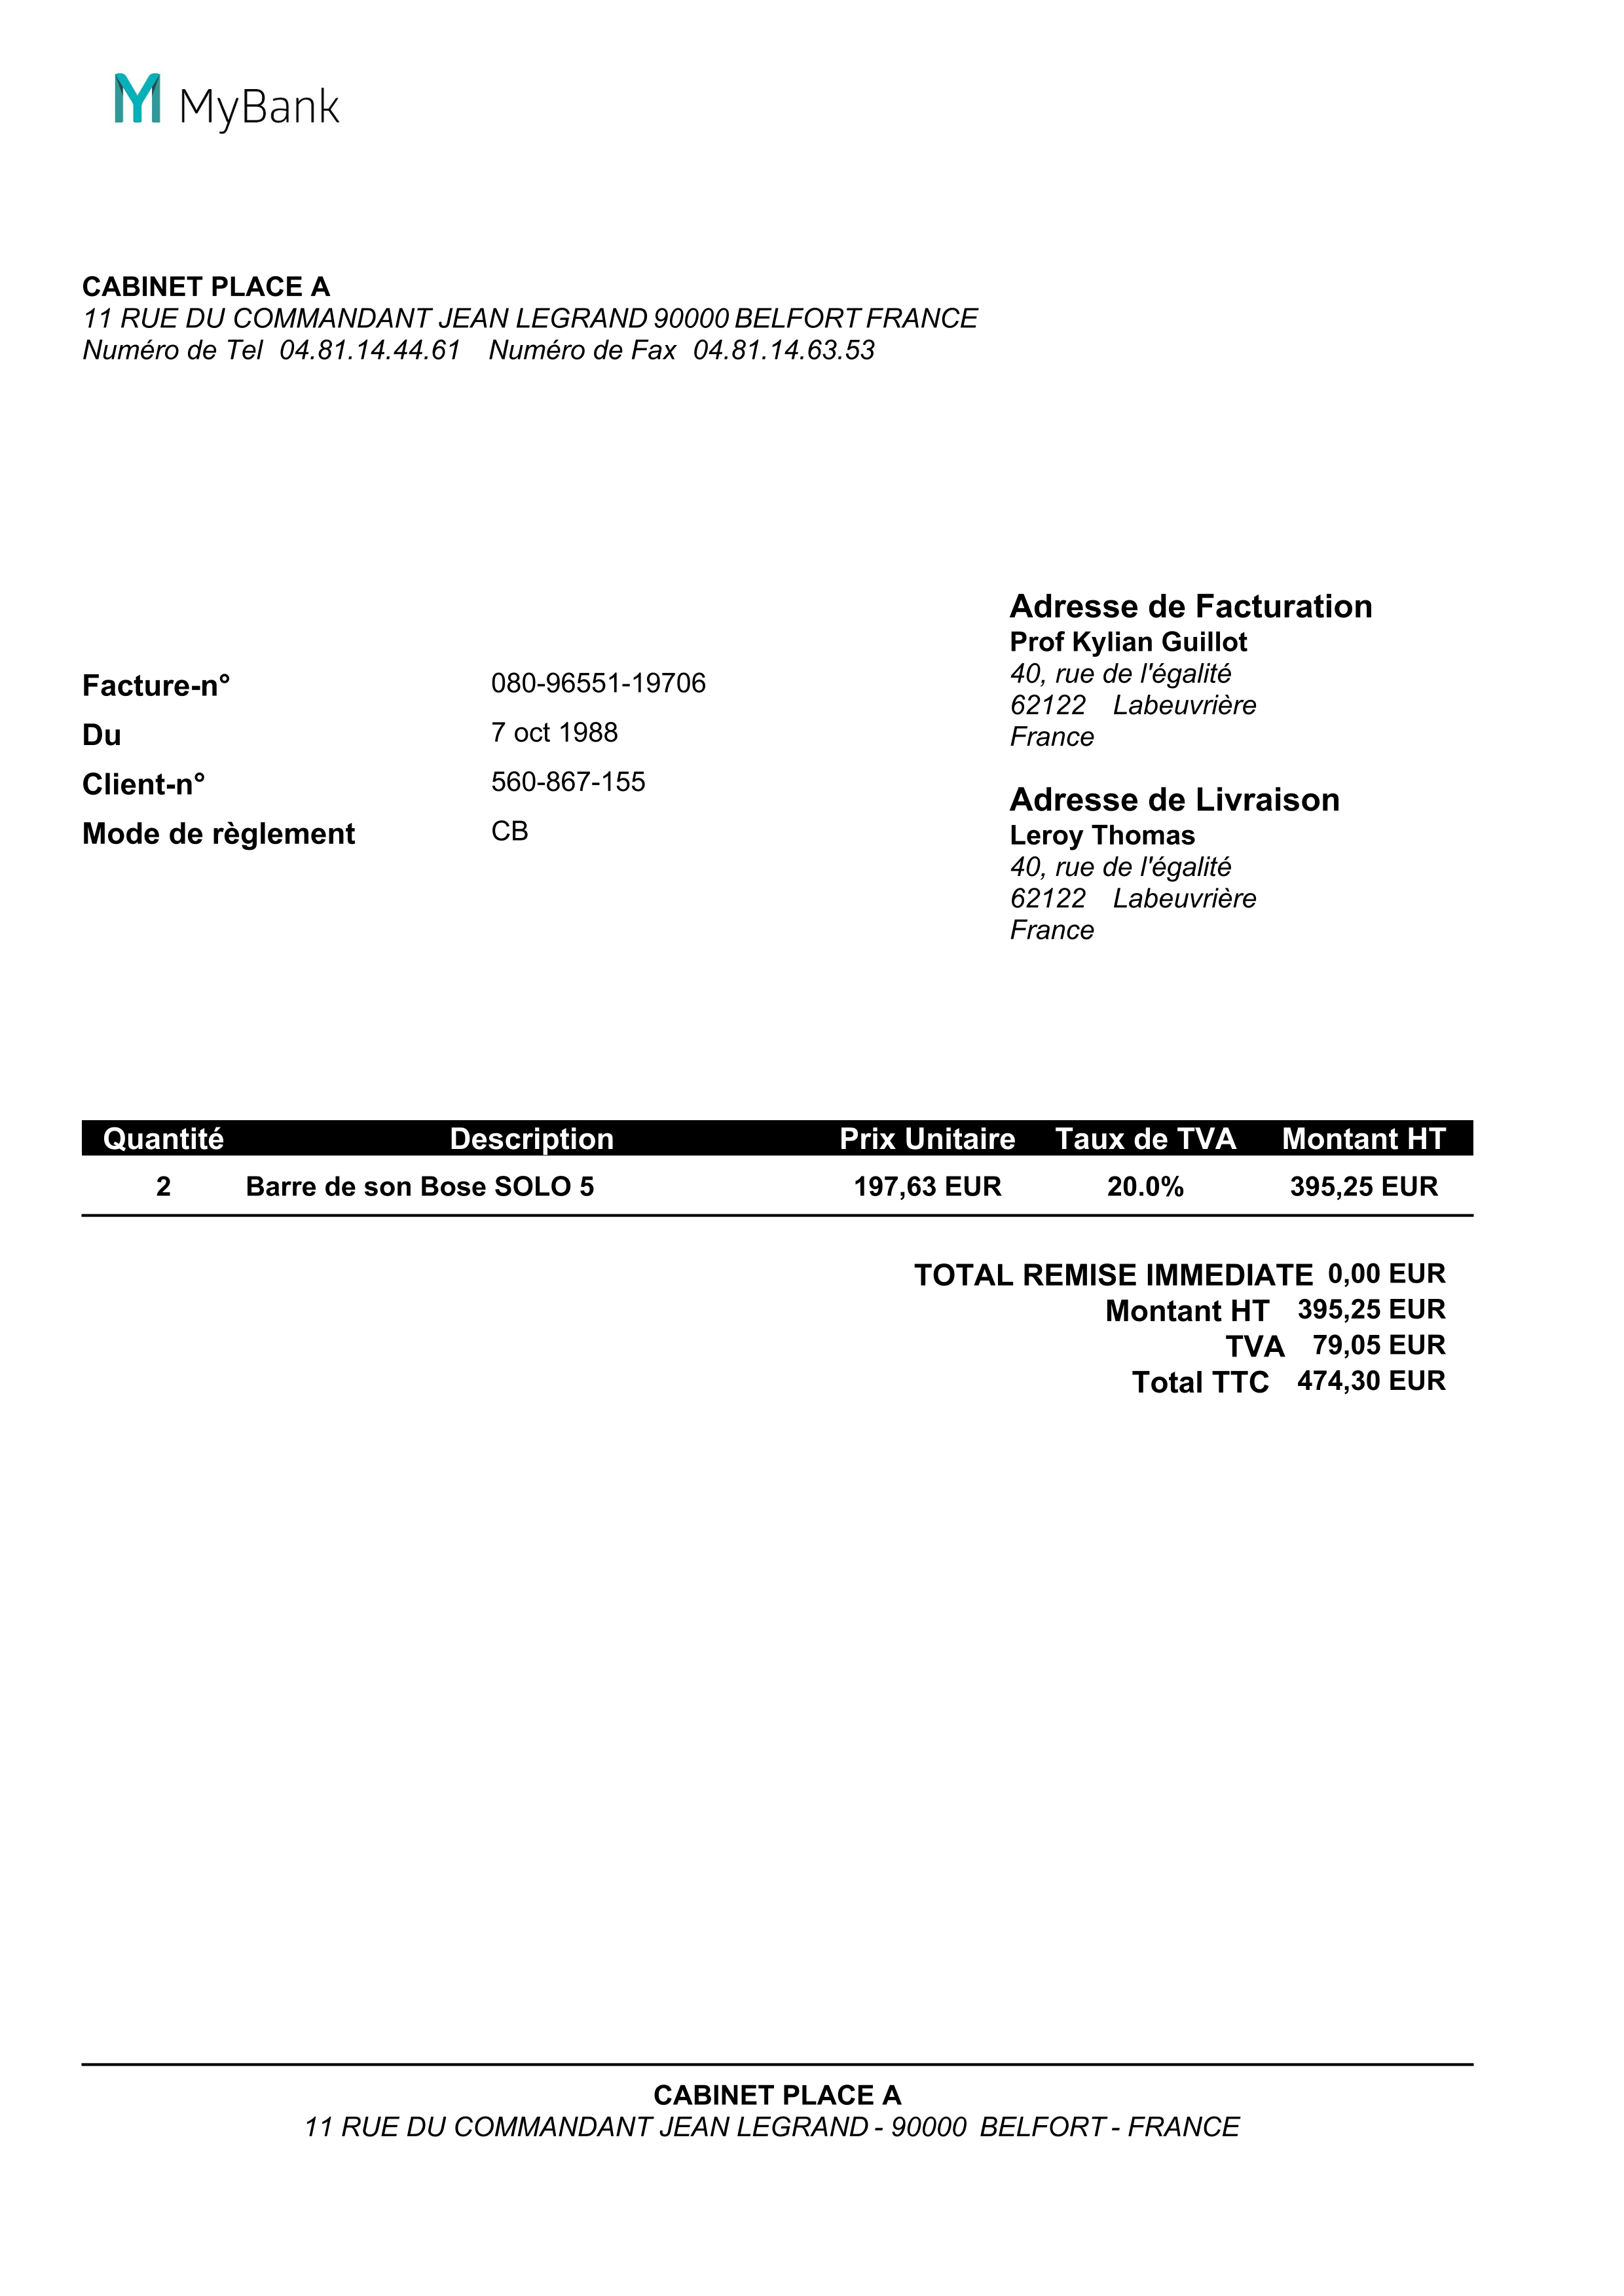 MyBank
CABINET PLACE A
11 RUE DU COMMANDANT JEAN LEGRAND 90000 BELFORT FRANCE
Numéro de Tel 04.81.14.44.61 Numéro de Fax 04.81.14.63.53
Facture-n° 080-96551-19706
Du 7 oct 1988
Client-n° 560-867-155
Mode de règlement CB
Adresse de Facturation
Prof Kylian Guillot
40, rue de l'égalité
62122 Labeuvrière
France
Adresse de Livraison
Leroy Thomas
40, rue de l'égalité
62122 Labeuvrière
France
Quantité Description Prix Unitaire Taux de TVA Montant HT
2 Barre de son Bose SOLO 5 197,63 EUR 20.0% 395,25 EUR
TOTAL REMISE IMMEDIATE 0,00 EUR
Montant HT 395,25 EUR
TVA 79,05 EUR
Total TTC 474,30 EUR
CABINET PLACE A
11 RUE DU COMMANDANT JEAN LEGRAND - 90000 BELFORT - FRANCE